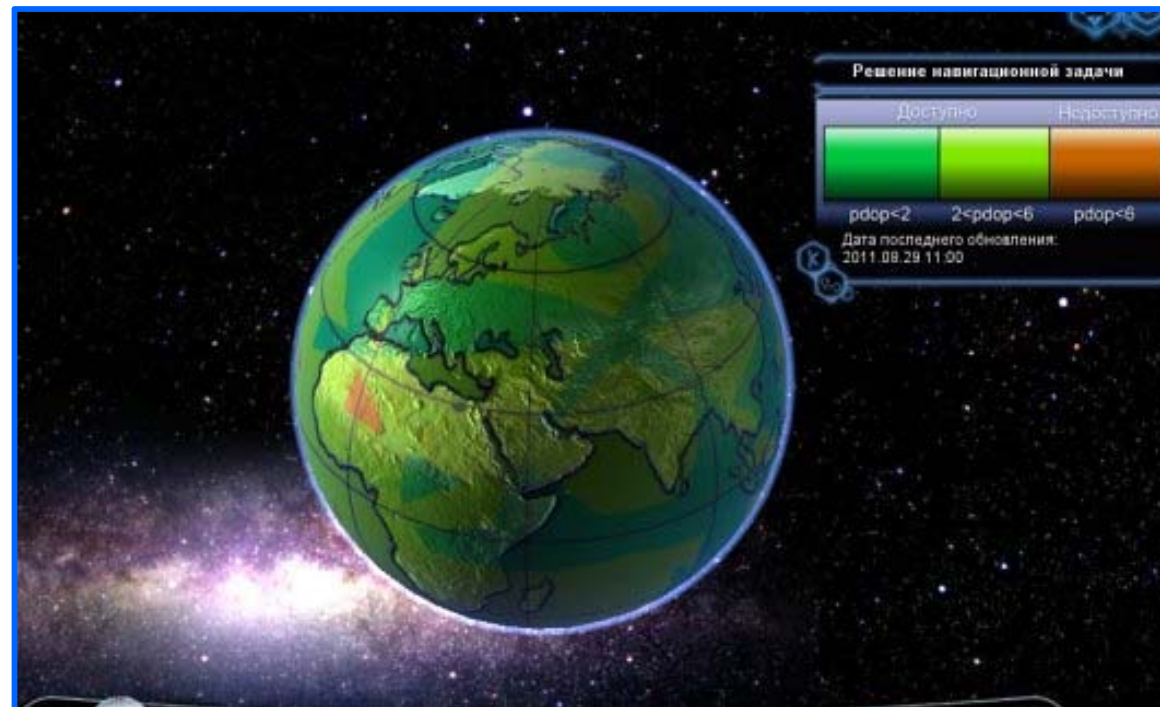 Решение навигационной задачи
Доступно Недоступно
pdop<2 2<pdop<6 pdop<6
Дата последнего обновления:
2011.08.29 11:00